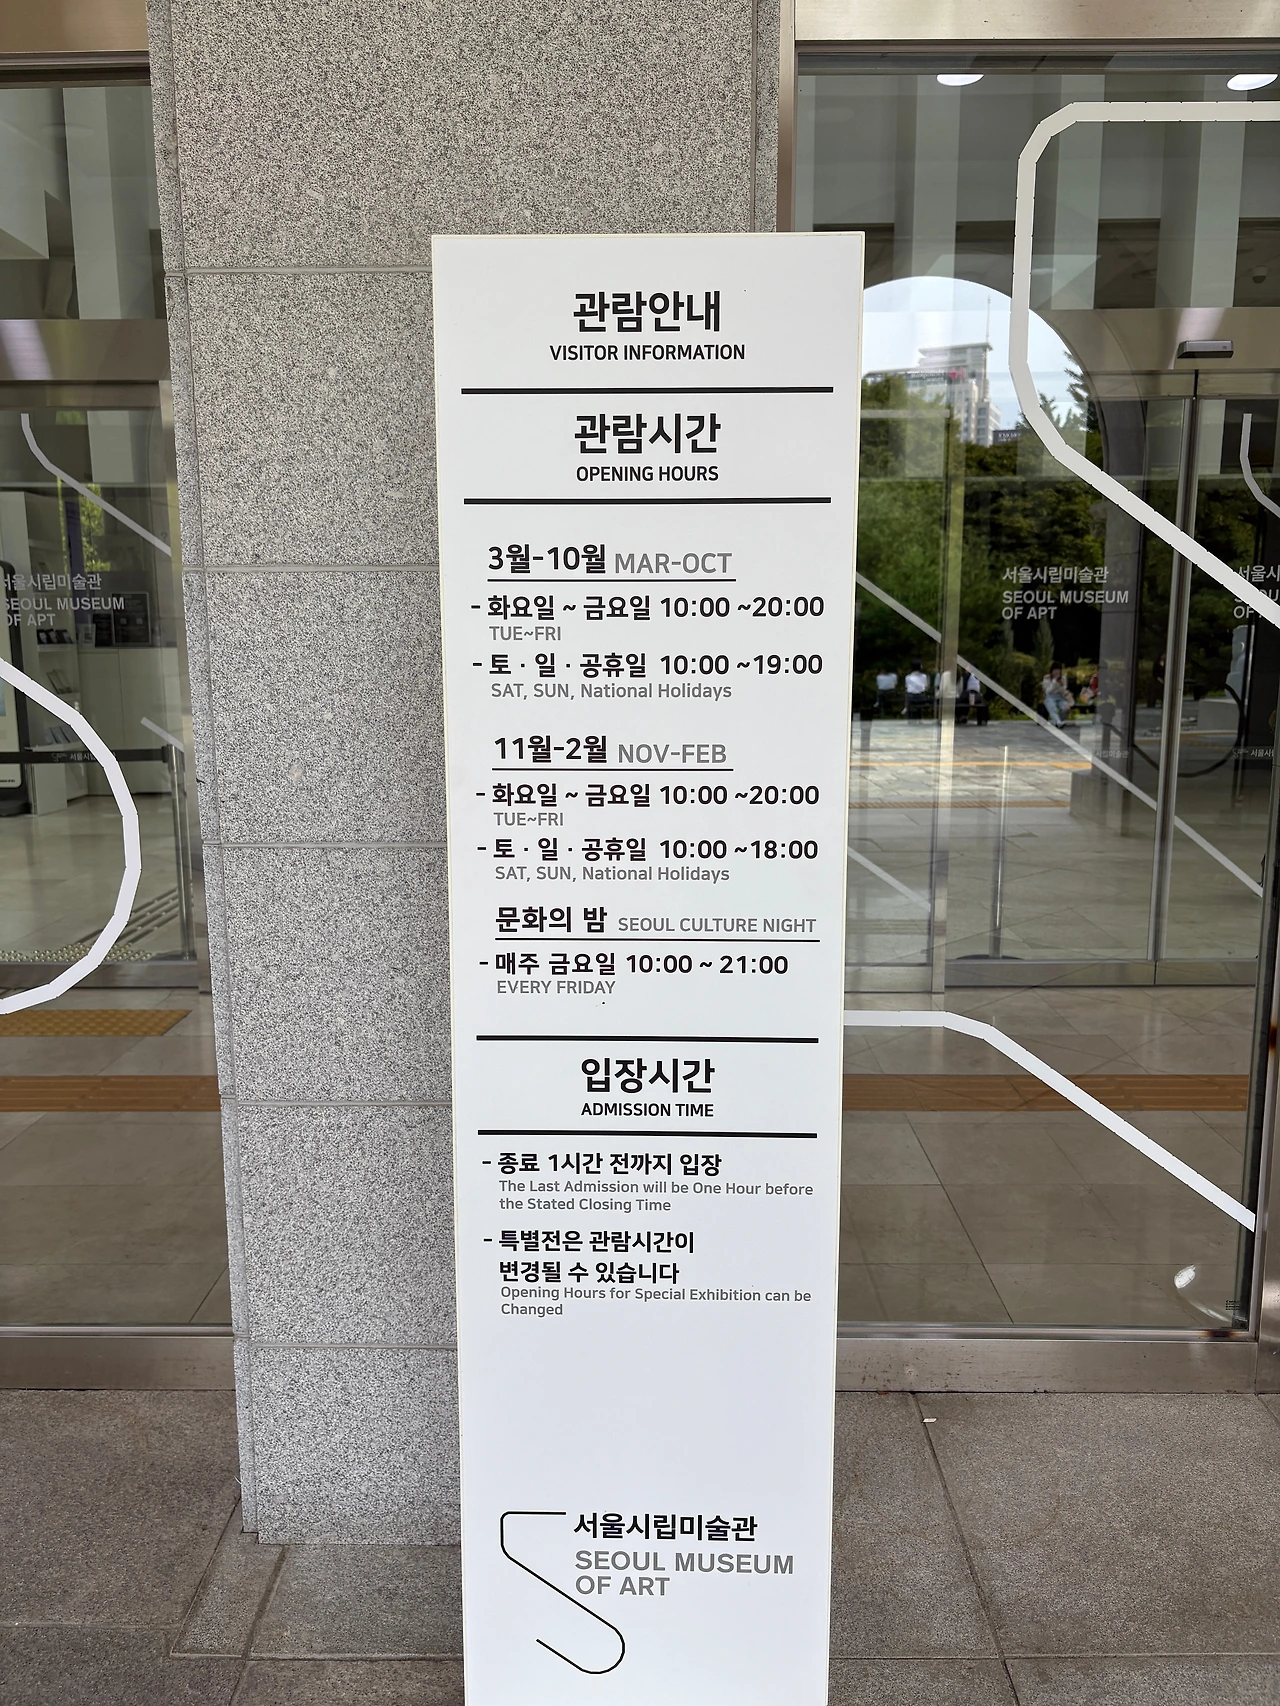 관람안내
VISITOR INFORMATION
관람시간
OPENING HOURS
3월-10월 MAR-OCT
- 화요일 ~ 금요일 10:00 ~20:00
TUE~FRI
- 토 · 일 · 공휴일 10:00 ~19:00
SAT, SUN, National Holidays
11월-2월 NOV-FEB
- 화요일 ~ 금요일 10:00 ~20:00
TUE~FRI
- 토 · 일 · 공휴일 10:00 ~18:00
SAT, SUN, National Holidays
문화의 밤 SEOUL CULTURE NIGHT
- 매주 금요일 10:00 ~ 21:00
EVERY FRIDAY
입장시간
ADMISSION TIME
- 종료 1시간 전까지 입장
The Last Admission will be One Hour before
the Stated Closing Time
- 특별전은 관람시간이
변경될 수 있습니다
Opening Hours for Special Exhibition can be
Changed
서울시립미술관
SEOUL MUSEUM
OF ART
서울시립미술관
SEOUL MUSEUM
OF APT
서울시립미술관
SEOUL MUSEUM
OF APT